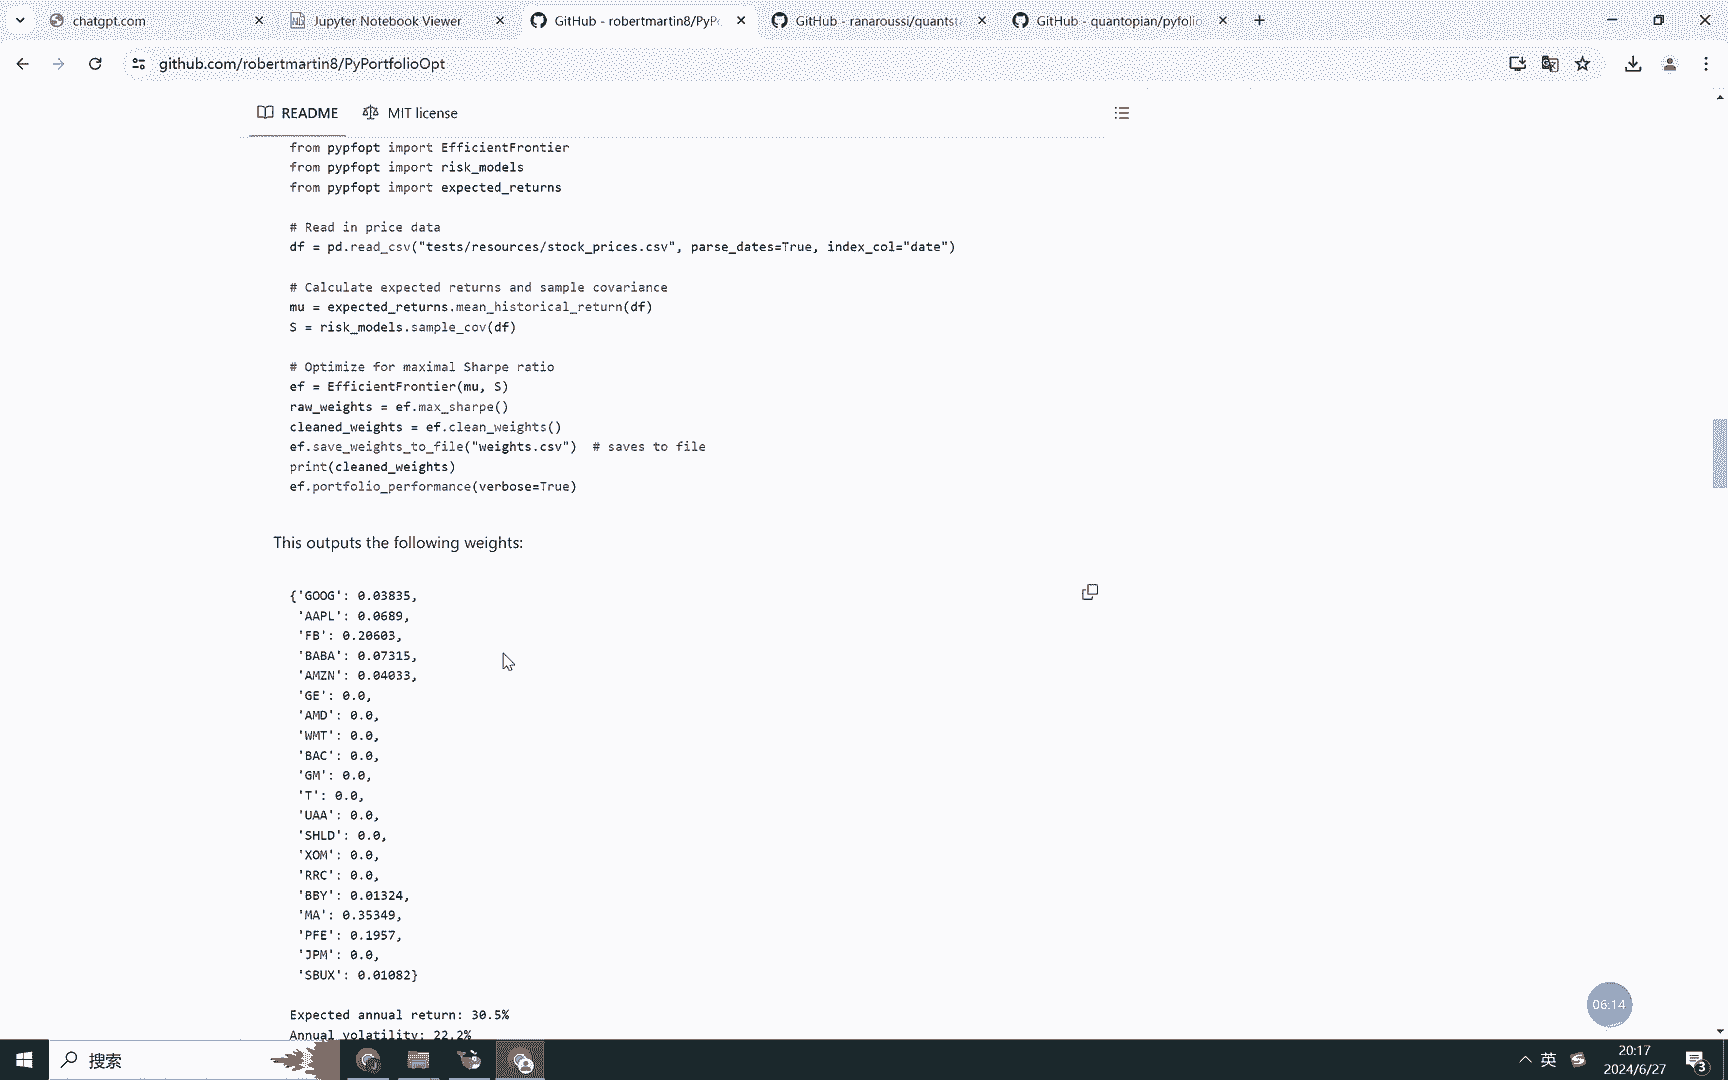 chatgpt.com
Jupyter Notebook Viewer
GitHub - robertmartin8/PyP
GitHub - ranaroussi/quantst
GitHub - quantopian/pyfolio
github.com/robertmartin8/PyPortfolioOpt
README
MIT license
from pypfopt import EfficientFrontier
from pypfopt import risk_models
from pypfopt import expected_returns
# Read in price data
df = pd.read_csv("tests/resources/stock_prices.csv", parse_dates=True, index_col="date")
# Calculate expected returns and sample covariance
mu = expected_returns.mean_historical_return(df)
S = risk_models.sample_cov(df)
# Optimize for maximal Sharpe ratio
ef = EfficientFrontier(mu, S)
raw_weights = ef.max_sharpe()
cleaned_weights = ef.clean_weights()
ef.save_weights_to_file("weights.csv")  # saves to file
print(cleaned_weights)
ef.portfolio_performance(verbose=True)
This outputs the following weights:
{'GOOG': 0.03835,
'AAPL': 0.0689,
'FB': 0.20603,
'BABA': 0.07315,
'AMZN': 0.04033,
'GE': 0.0,
'AMD': 0.0,
'WMT': 0.0,
'BAC': 0.0,
'GM': 0.0,
'T': 0.0,
'UAA': 0.0,
'SHLD': 0.0,
'XOM': 0.0,
'RRC': 0.0,
'BBY': 0.01324,
'MA': 0.35349,
'PFE': 0.1957,
'JPM': 0.0,
'SBUX': 0.01082}
Expected annual return: 30.5%
Annual volatility: 22.2%
06:14
搜索
英
20:17
2024/6/27
3